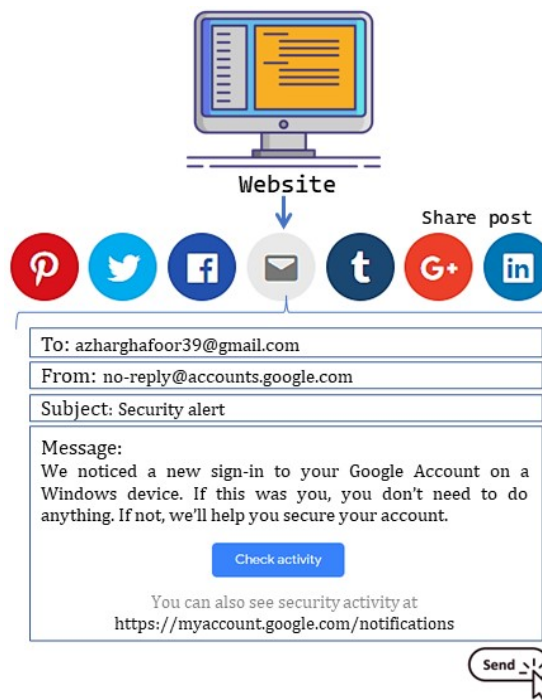 Website
Share post
f
t
G+
in
To: azharghafoor39@gmail.com
From: no-reply@accounts.google.com
Subject: Security alert
Message:
We noticed a new sign-in to your Google Account on a
Windows device. If this was you, you don't need to do
anything. If not, we'll help you secure your account.
Check activity
You can also see security activity at
https://myaccount.google.com/notifications
Send